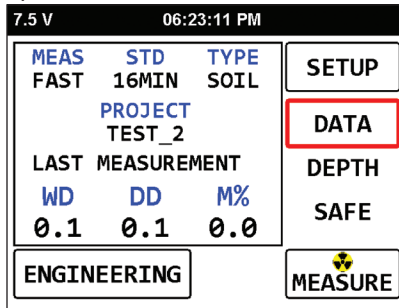 7.5 V 06:23:11 PM
MEAS STD TYPE
FAST 16MIN SOIL
PROJECT
TEST_2
LAST MEASUREMENT
WD DD M%
0.1 0.1 0.0
SETUP
DATA
DEPTH
SAFE
ENGINEERING
MEASURE